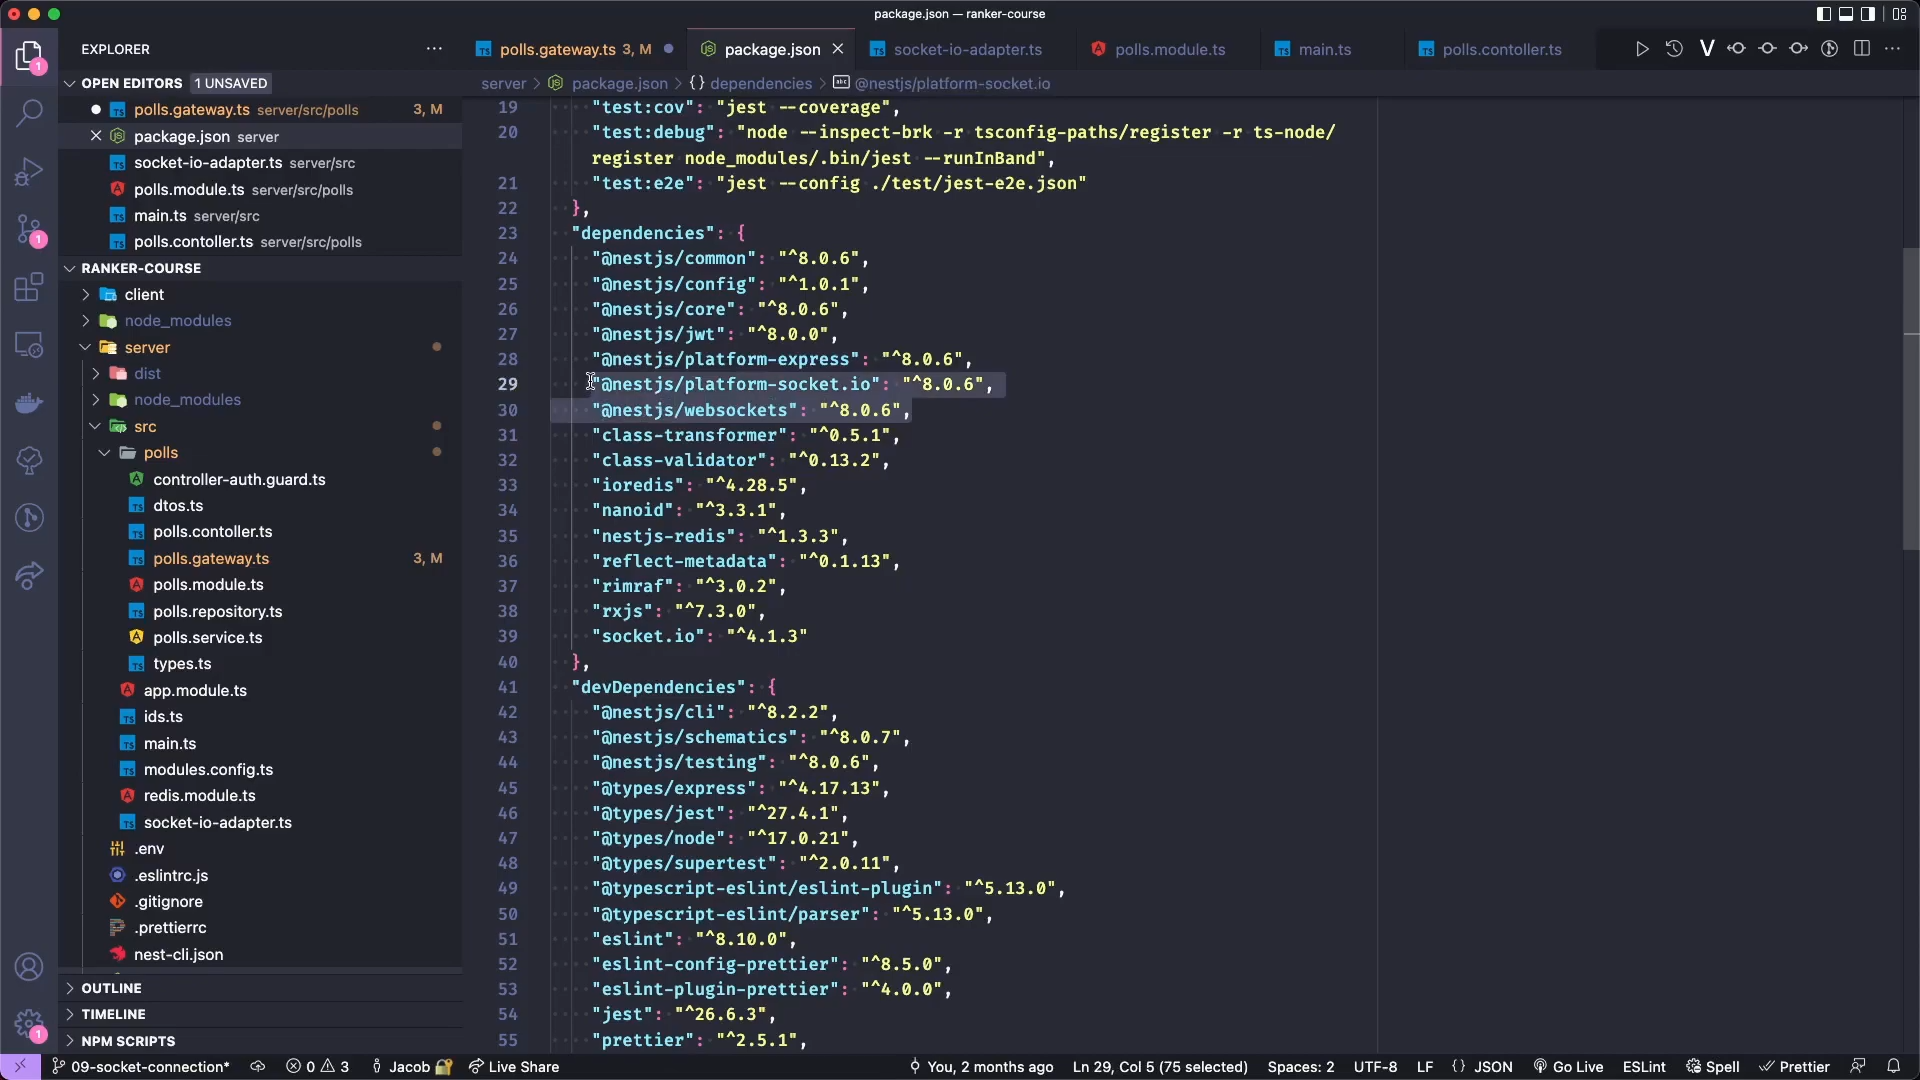 package.json — ranker-course
EXPLORER
polls.gateway.ts 3, M
package.json
socket-io-adapter.ts
polls.module.ts
main.ts
polls.contoller.ts
OPEN EDITORS 1 UNSAVED
server > package.json > {} dependencies > @nestjs/platform-socket.io
polls.gateway.ts server/src/polls 3, M
package.json server
socket-io-adapter.ts server/src
polls.module.ts server/src/polls
main.ts server/src
polls.contoller.ts server/src/polls
RANKER-COURSE
client
node_modules
server
dist
node_modules
src
polls
controller-auth.guard.ts
dtos.ts
polls.contoller.ts
polls.gateway.ts 3, M
polls.module.ts
polls.repository.ts
polls.service.ts
types.ts
app.module.ts
ids.ts
main.ts
modules.config.ts
redis.module.ts
socket-io-adapter.ts
.env
.eslintrc.js
.gitignore
.prettierrc
nest-cli.json
OUTLINE
TIMELINE
NPM SCRIPTS
19 "test:cov": "jest --coverage",
20 "test:debug": "node --inspect-brk -r tsconfig-paths/register -r ts-node/
register node_modules/.bin/jest --runInBand",
21 "test:e2e": "jest --config ./test/jest-e2e.json"
22 },
23 "dependencies": {
24 "@nestjs/common": "^8.0.6",
25 "@nestjs/config": "^1.0.1",
26 "@nestjs/core": "^8.0.6",
27 "@nestjs/jwt": "^8.0.0",
28 "@nestjs/platform-express": "^8.0.6",
29 "@nestjs/platform-socket.io": "^8.0.6",
30 "@nestjs/websockets": "^8.0.6",
31 "class-transformer": "^0.5.1",
32 "class-validator": "^0.13.2",
33 "ioredis": "^4.28.5",
34 "nanoid": "^3.3.1",
35 "nestjs-redis": "^1.3.3",
36 "reflect-metadata": "^0.1.13",
37 "rimraf": "^3.0.2",
38 "rxjs": "^7.3.0",
39 "socket.io": "^4.1.3"
40 },
41 "devDependencies": {
42 "@nestjs/cli": "^8.2.2",
43 "@nestjs/schematics": "^8.0.7",
44 "@nestjs/testing": "^8.0.6",
45 "@types/express": "^4.17.13",
46 "@types/jest": "^27.4.1",
47 "@types/node": "^17.0.21",
48 "@types/supertest": "^2.0.11",
49 "@typescript-eslint/eslint-plugin": "^5.13.0",
50 "@typescript-eslint/parser": "^5.13.0",
51 "eslint": "^8.10.0",
52 "eslint-config-prettier": "^8.5.0",
53 "eslint-plugin-prettier": "^4.0.0",
54 "jest": "^26.6.3",
55 "prettier": "^2.5.1",
09-socket-connection* 0 3 Jacob Live Share You, 2 months ago Ln 29, Col 5 (75 selected) Spaces: 2 UTF-8 LF {} JSON Go Live ESLint Spell Prettier